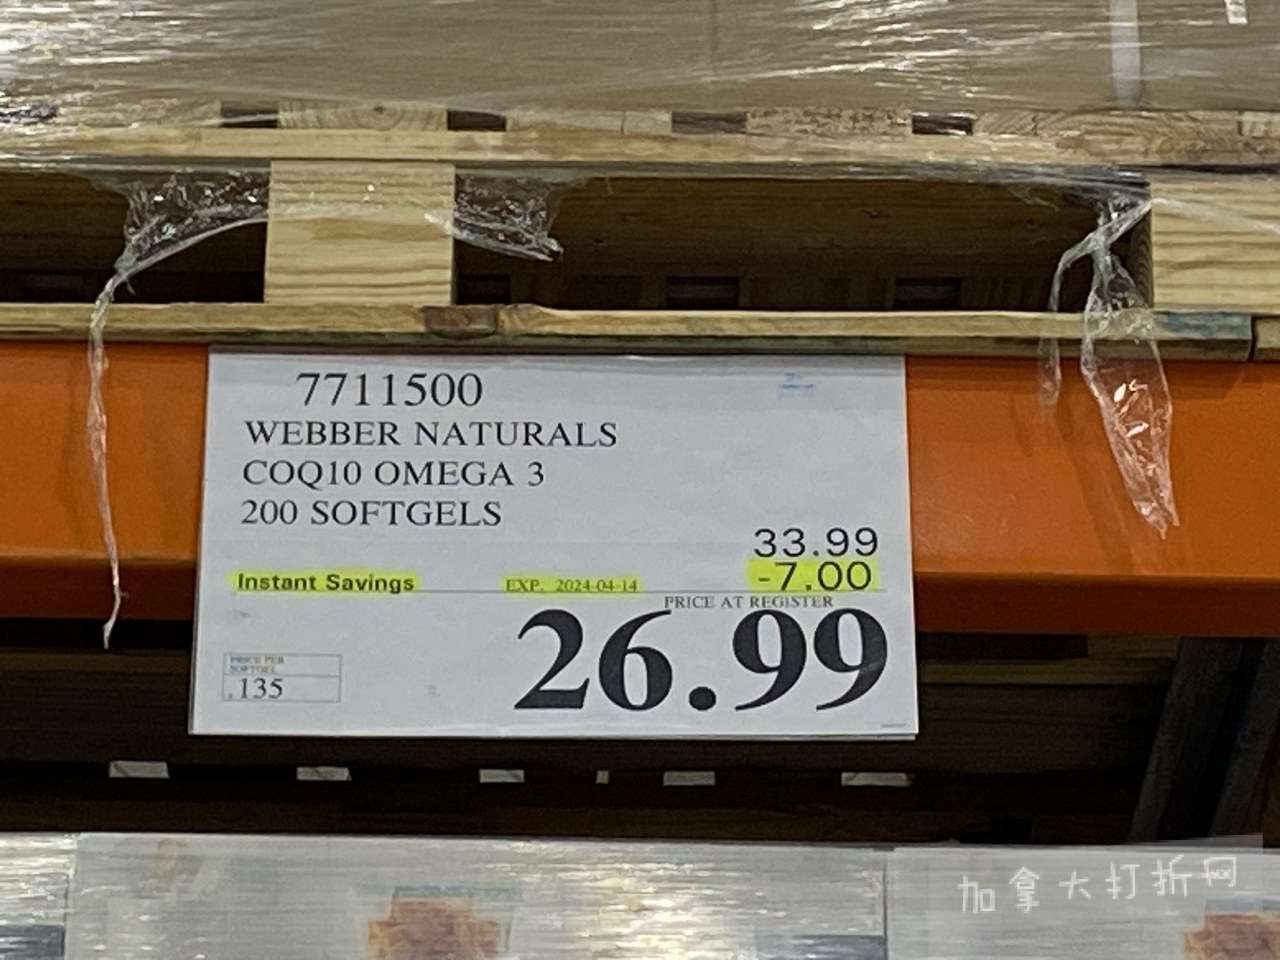 7711500
WEBBER NATURALS
COQ10 OMEGA 3
200 SOFTGELS
33.99
Instant Savings EXP. 2024-04-14 -7.00
PRICE AT REGISTER
26.99
PRICE PER
SOFTGEL
.135
加拿大打折网